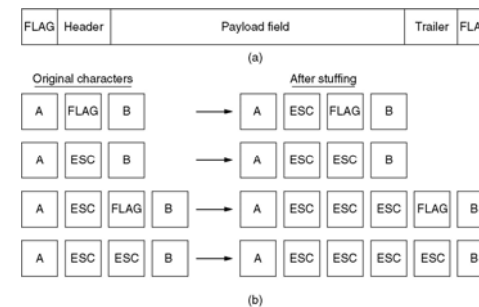 FLAG Header Payload field Trailer FLA
(a)
Original characters After stuffing
A FLAG B A ESC FLAG B
A ESC B A ESC ESC B
A ESC FLAG B A ESC ESC ESC FLAG B
A ESC ESC B A ESC ESC ESC ESC B
(b)